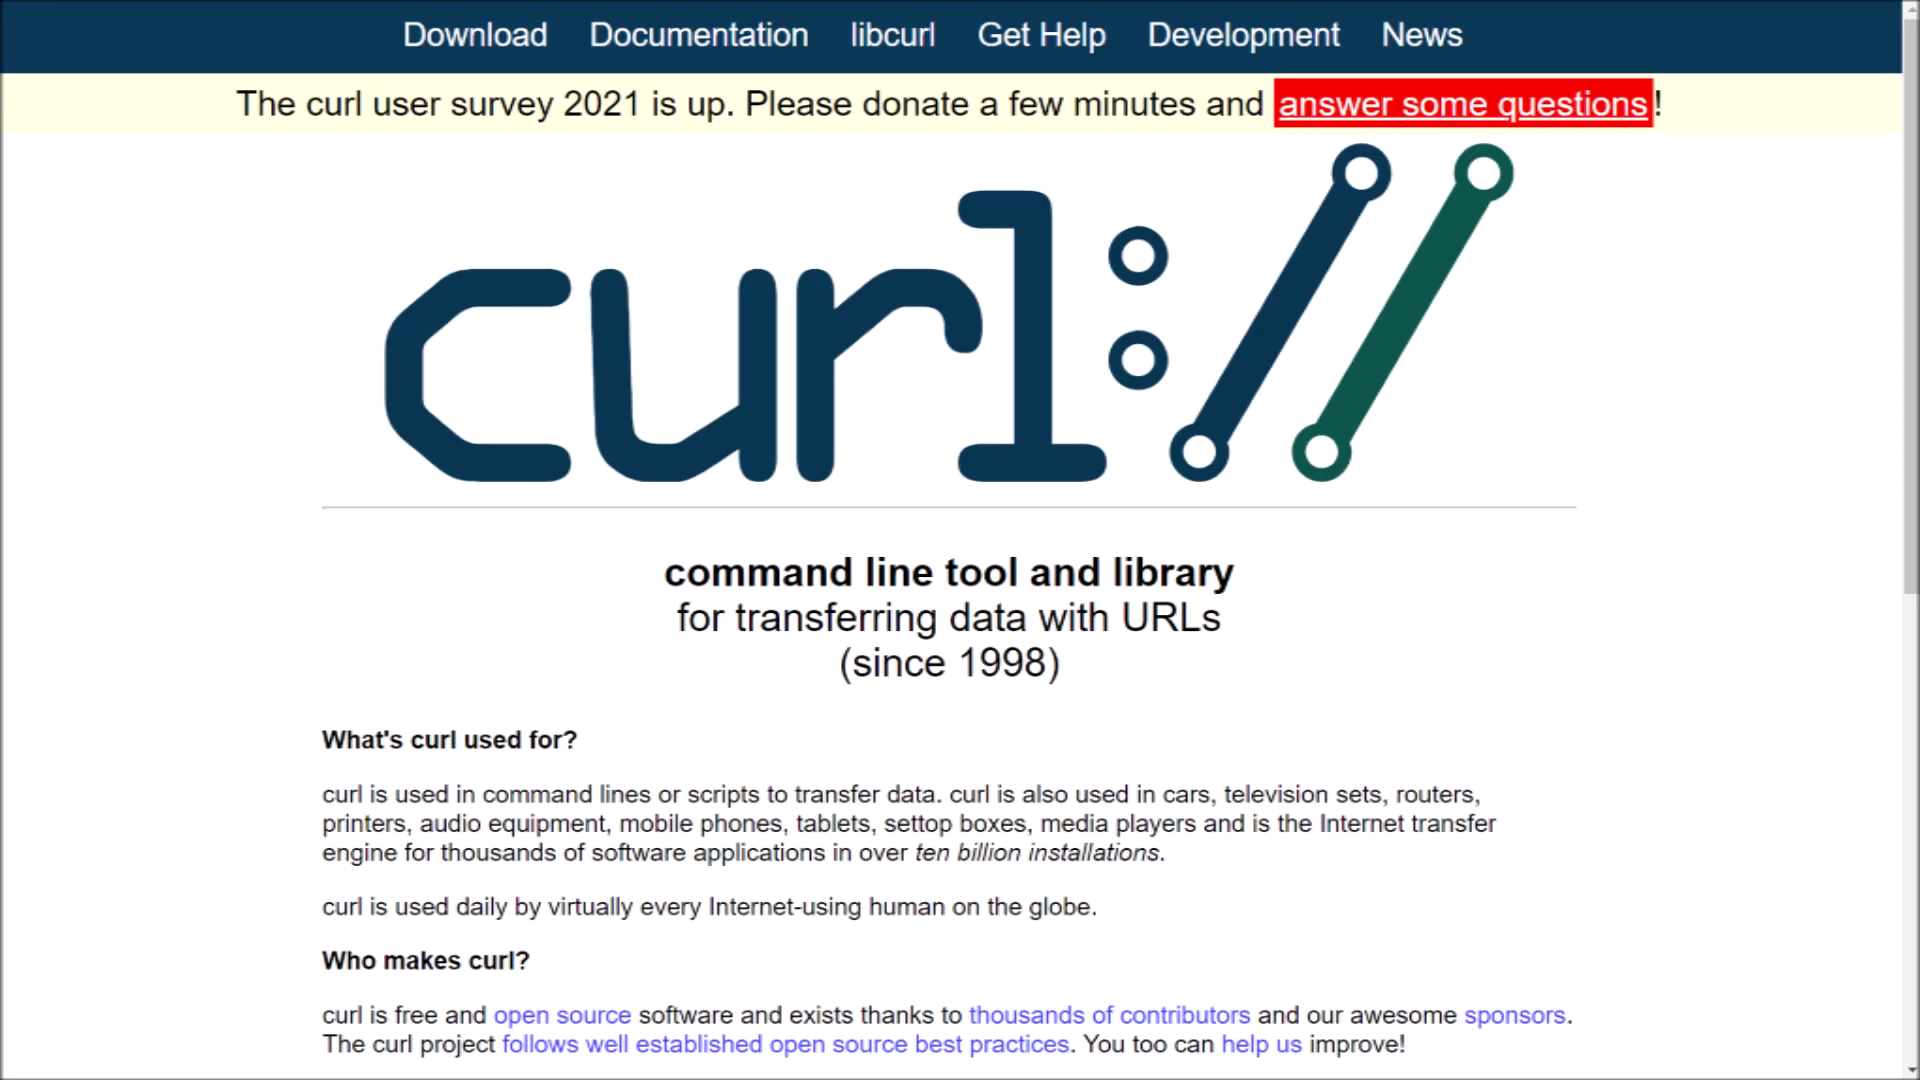 Download Documentation libcurl Get Help Development News
The curl user survey 2021 is up. Please donate a few minutes and answer some questions!
curl://
command line tool and library
for transferring data with URLs
(since 1998)
What's curl used for?
curl is used in command lines or scripts to transfer data. curl is also used in cars, television sets, routers,
printers, audio equipment, mobile phones, tablets, settop boxes, media players and is the Internet transfer
engine for thousands of software applications in over ten billion installations.
curl is used daily by virtually every Internet-using human on the globe.
Who makes curl?
curl is free and open source software and exists thanks to thousands of contributors and our awesome sponsors.
The curl project follows well established open source best practices. You too can help us improve!